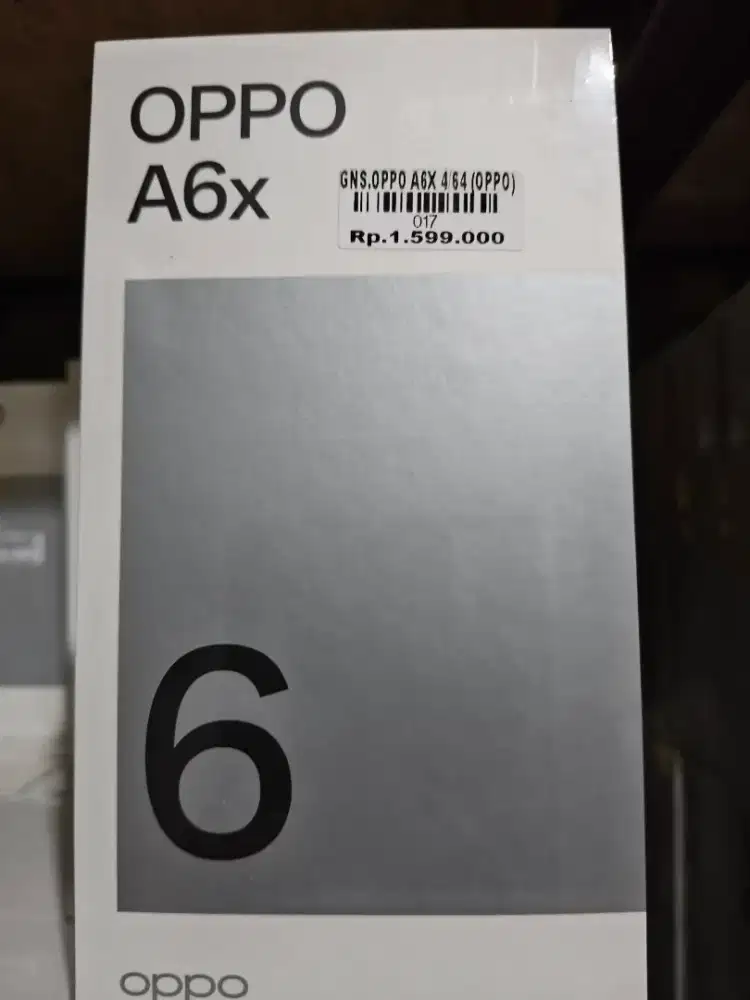 OPPO
A6x
GNS.OPPO A6X 4/64 (OPPO)
017
Rp.1.599.000
6
oppo